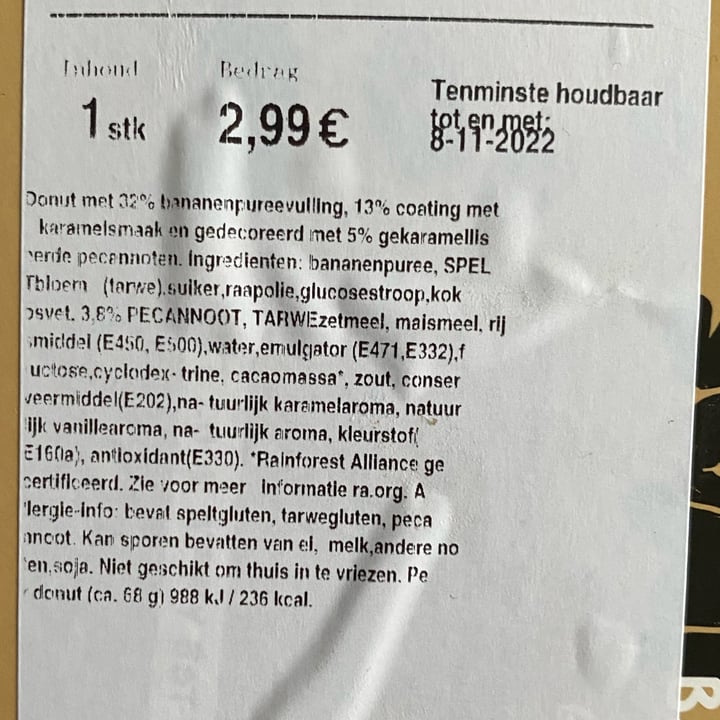 Inhoud Bedrag
Tenminste houdbaar
1 stk 2,99 €
tot en met:
8-11-2022
Donut met 32% bananenpureevulling, 13% coating met
karamelsmaak en gedecoreerd met 5% gekaramellis
eerde pecannoten. Ingredienten: bananenpuree, SPEL
Tbloem (tarwe).suiker,raapolie,glucosestroop,kok
osvet. 3,8% PECANNOOT, TARWEzetmeel, maismeel, rij
smiddel (E450, E500),water,emulgator (E471,E332),f
uctose,cyclodex- trine, cacaomassa*, zout, conser
veermiddel(E202),na- tuurlijk karamelaroma, natuur
lijk vanillearoma, na- tuurlijk aroma, kleurstof(
E160a), antioxidant(E330). *Rainforest Alliance ge
certificeerd. Zie voor meer informatie ra.org. A
llergie-info: bevat speltgluten, tarwegluten, peca
nnoot. Kan sporen bevatten van ei, melk,andere no
ten,soja. Niet geschikt om thuis in te vriezen. Pe
r donut (ca. 68 g) 988 kJ / 236 kcal.